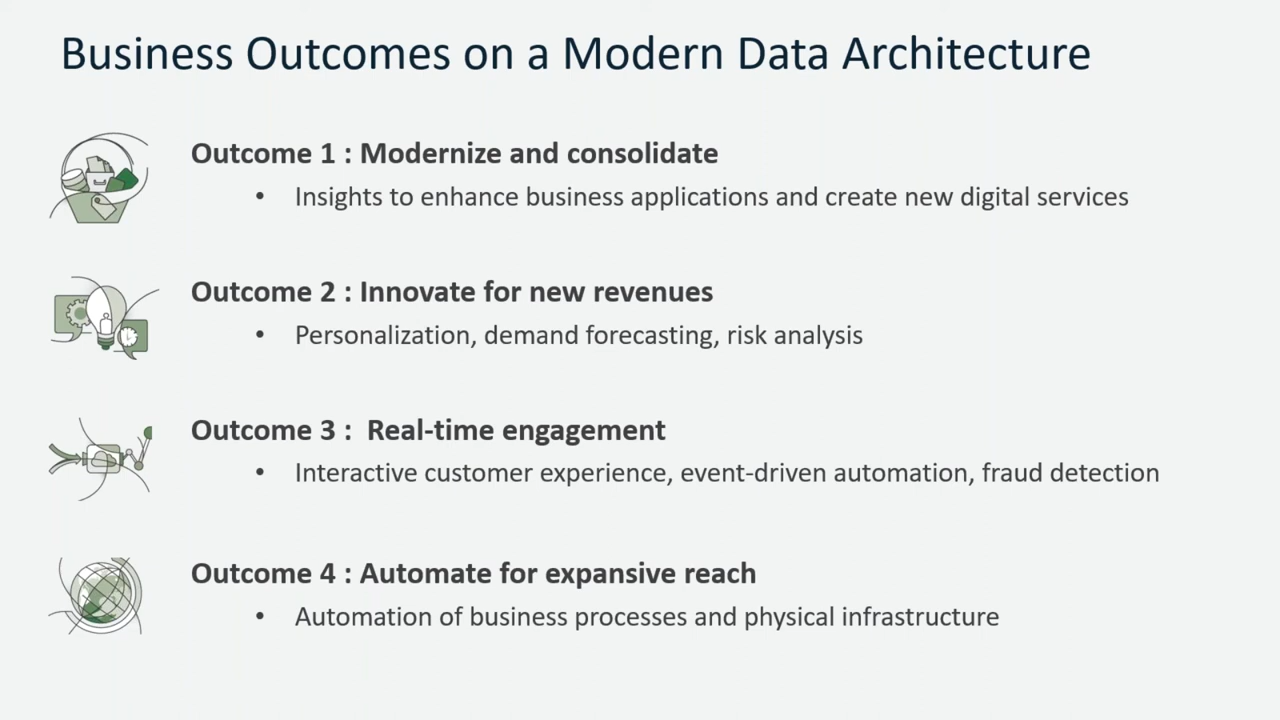 Business Outcomes on a Modern Data Architecture
Outcome 1 : Modernize and consolidate
• Insights to enhance business applications and create new digital services
Outcome 2 : Innovate for new revenues
• Personalization, demand forecasting, risk analysis
Outcome 3 :  Real-time engagement
• Interactive customer experience, event-driven automation, fraud detection
Outcome 4 : Automate for expansive reach
• Automation of business processes and physical infrastructure